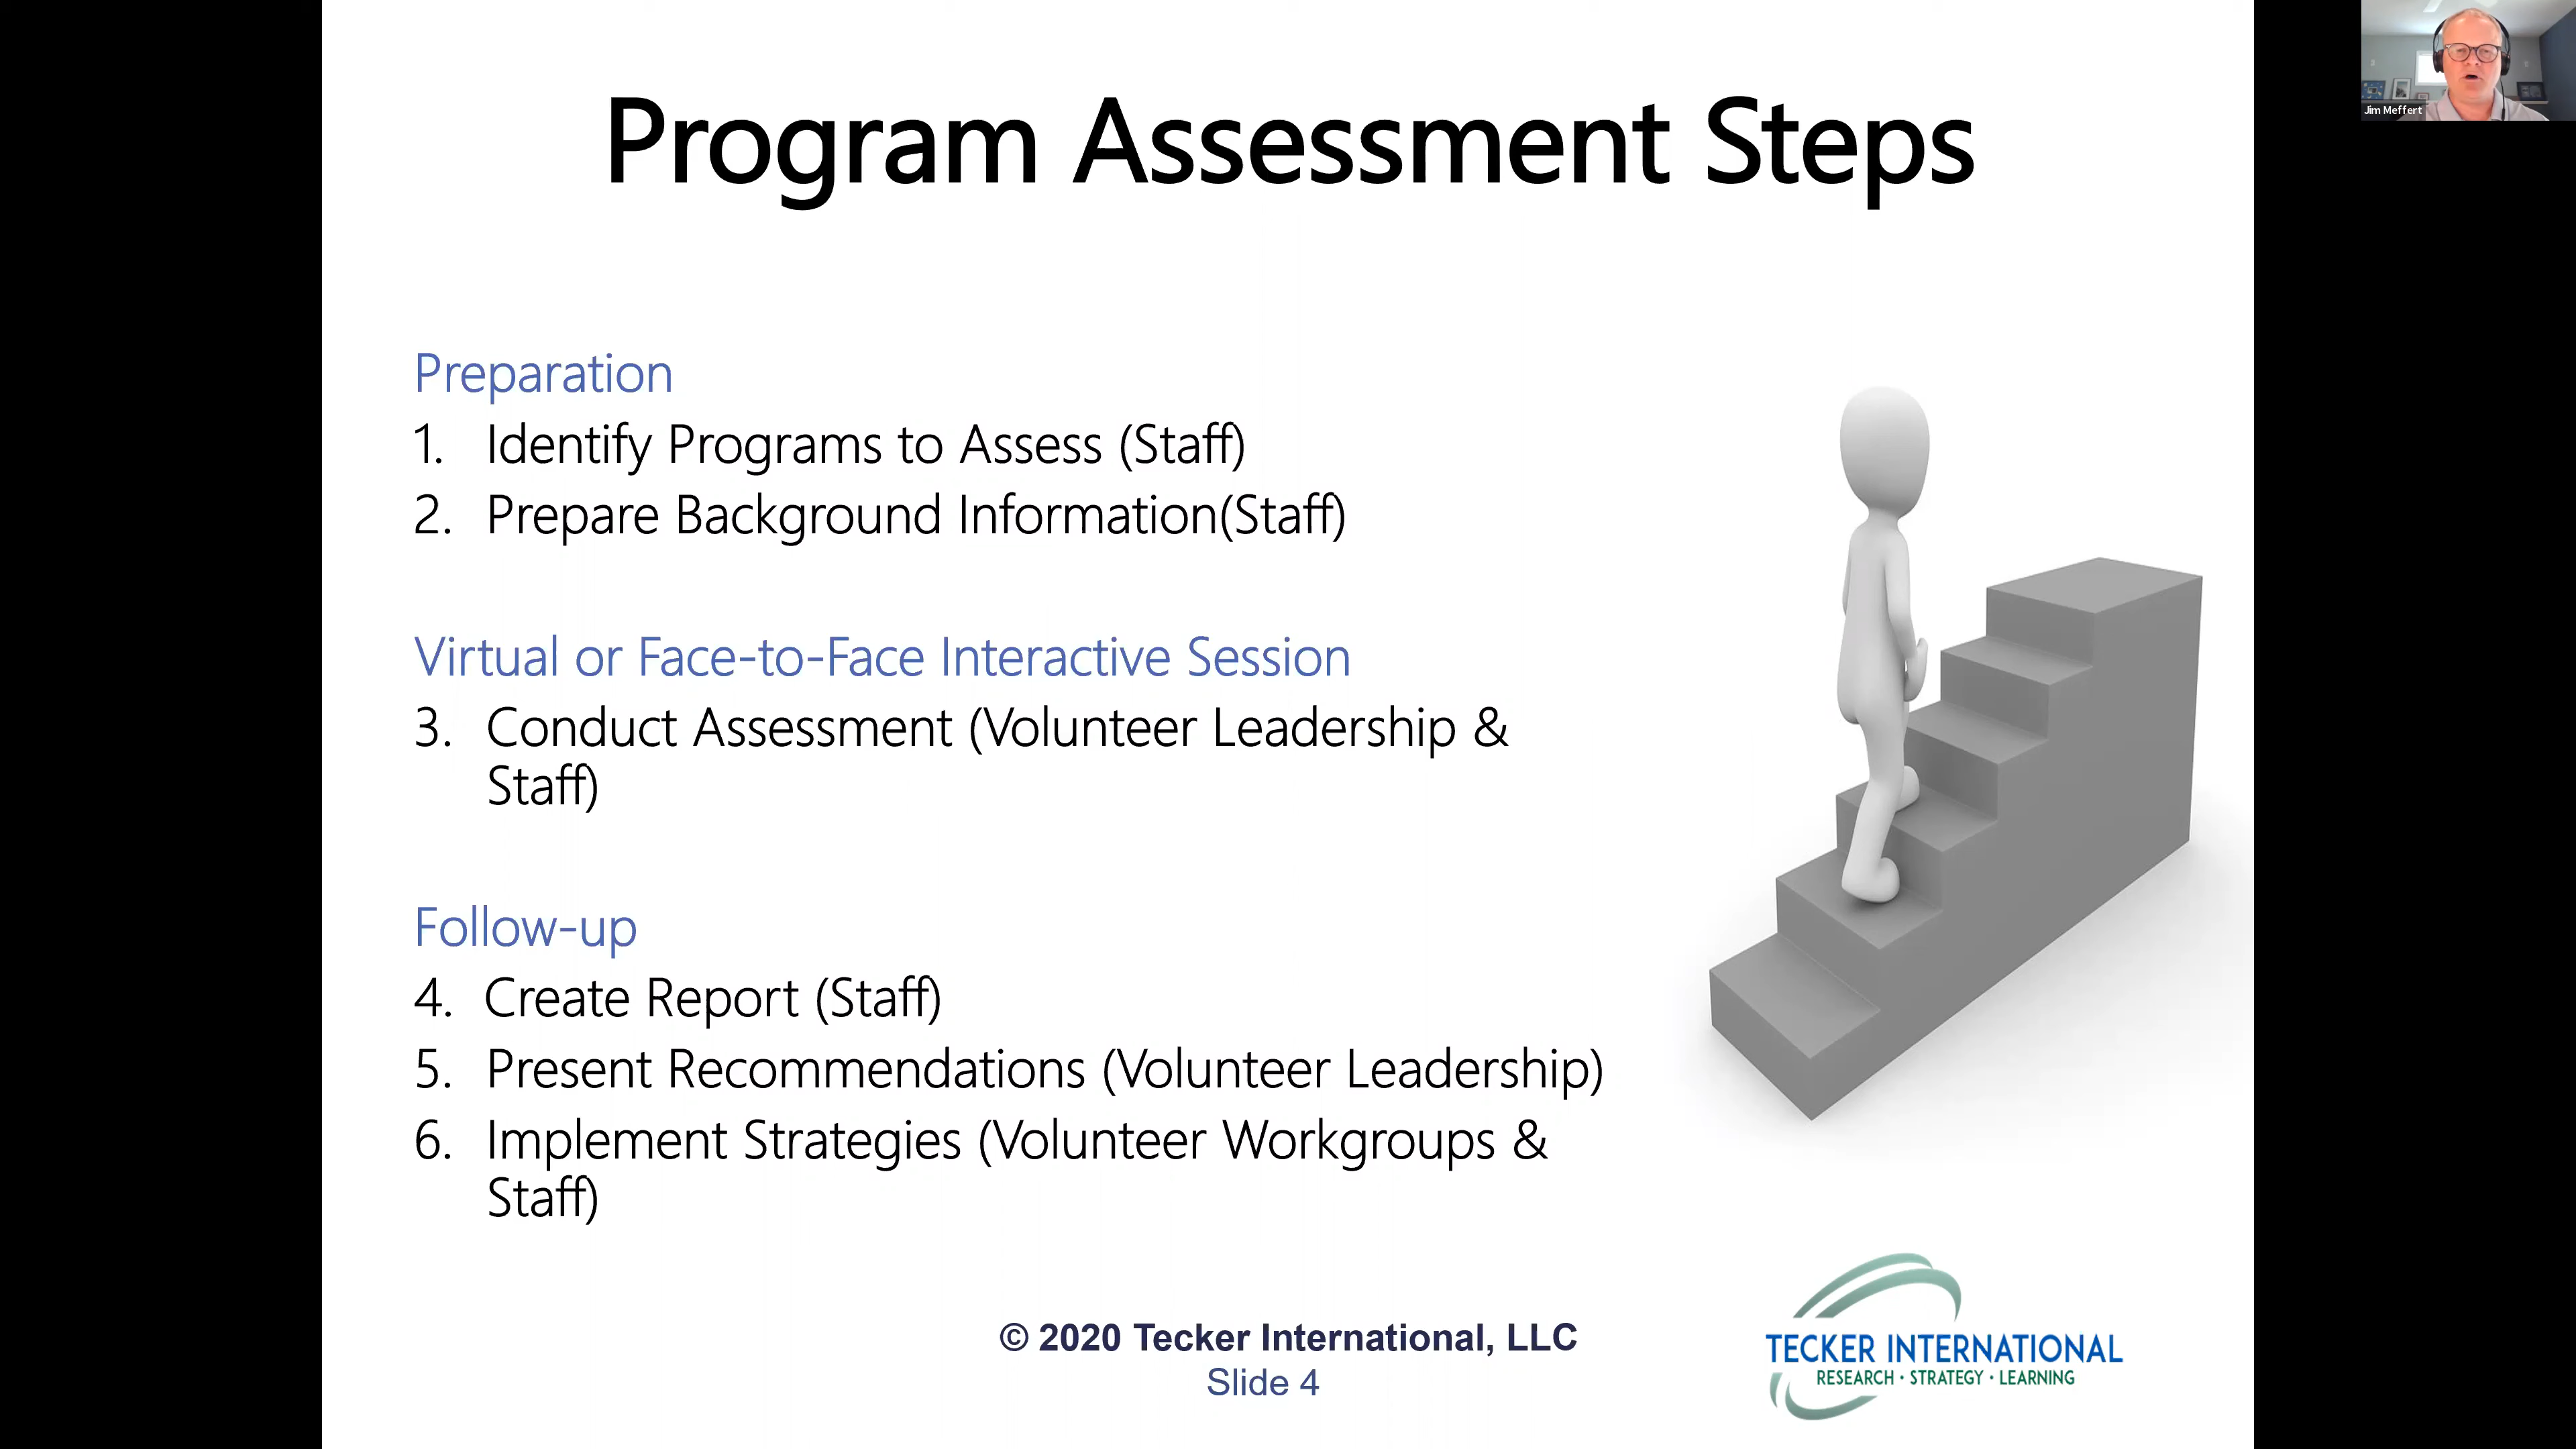 Program Assessment Steps
Jim Meffert
Preparation
1. Identify Programs to Assess (Staff)
2. Prepare Background Information(Staff)
Virtual or Face-to-Face Interactive Session
3. Conduct Assessment (Volunteer Leadership &
Staff)
Follow-up
4. Create Report (Staff)
5. Present Recommendations (Volunteer Leadership)
6. Implement Strategies (Volunteer Workgroups &
Staff)
© 2020 Tecker International, LLC
Slide 4
TECKER INTERNATIONAL
RESEARCH · STRATEGY · LEARNING